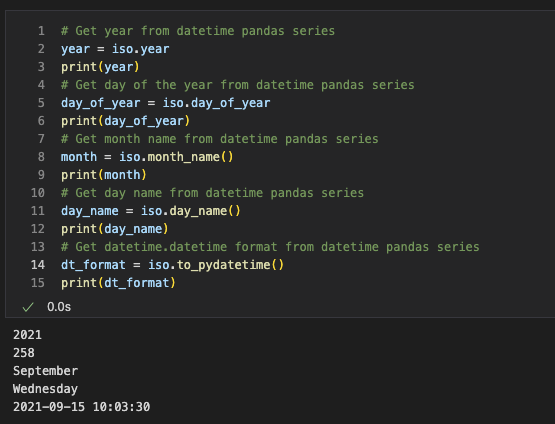 1 # Get year from datetime pandas series
2 year = iso.year
3 print(year)
4 # Get day of the year from datetime pandas series
5 day_of_year = iso.day_of_year
6 print(day_of_year)
7 # Get month name from datetime pandas series
8 month = iso.month_name()
9 print(month)
10 # Get day name from datetime pandas series
11 day_name = iso.day_name()
12 print(day_name)
13 # Get datetime.datetime format from datetime pandas series
14 dt_format = iso.to_pydatetime()
15 print(dt_format)
✓ 0.0s
2021
258
September
Wednesday
2021-09-15 10:03:30